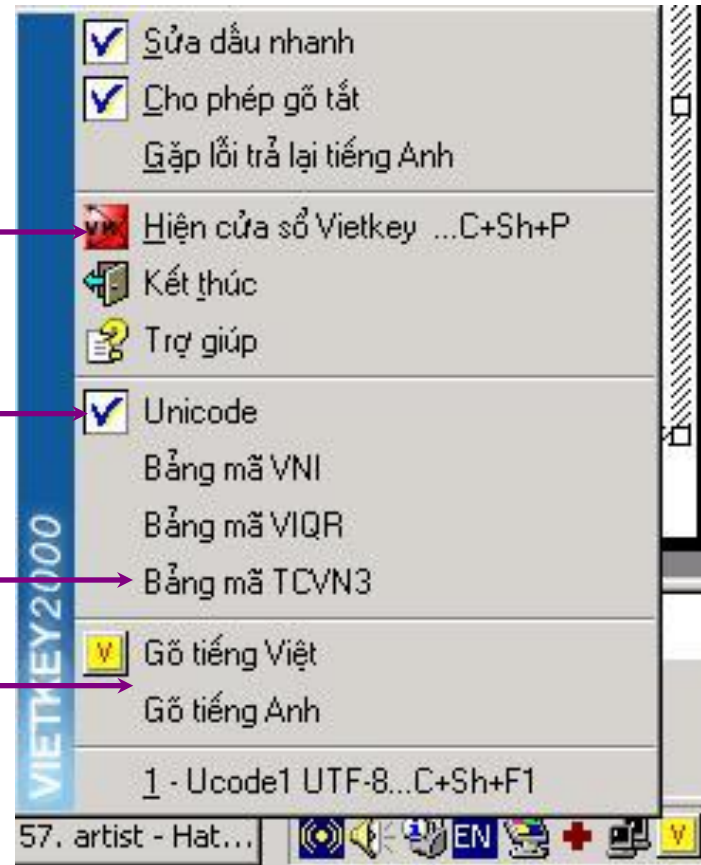 Sửa dấu nhanh
Cho phép gõ tắt
Gặp lỗi trả lại tiếng Anh
VIK
Hiện cửa sổ Vietkey ...C+Sh+P
Kết thúc
Trợ giúp
Unicode
Bảng mã VNI
Bảng mã VIQR
Bảng mã TCVN3
V
Gõ tiếng Việt
Gõ tiếng Anh
1 - Ucode1 UTF-8...C+Sh+F1
VIETKEY2000
57. artist - Hat...
EN
V